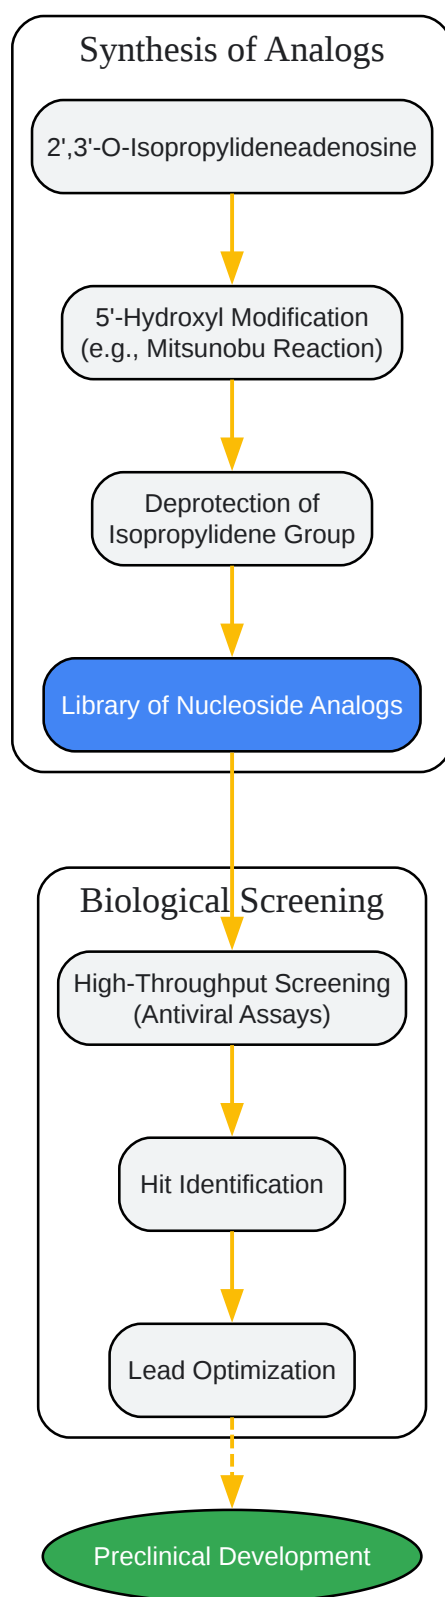 Synthesis of Analogs
2',3'-O-Isopropylideneadenosine
5'-Hydroxyl Modification
(e.g., Mitsunobu Reaction)
Deprotection of
Isopropylidene Group
Library of Nucleoside Analogs
Biological Screening
High-Throughput Screening
(Antiviral Assays)
Hit Identification
Lead Optimization
Preclinical Development